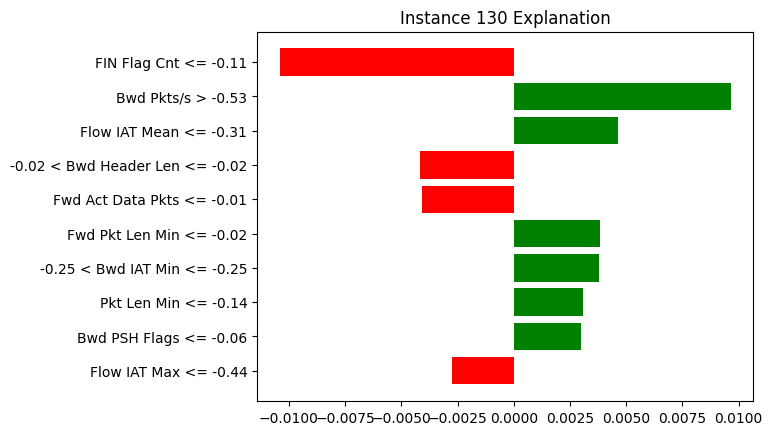 Instance 130 Explanation
FIN Flag Cnt <= -0.11
Bwd Pkts/s > -0.53
Flow IAT Mean <= -0.31
-0.02 < Bwd Header Len <= -0.02
Fwd Act Data Pkts <= -0.01
Fwd Pkt Len Min <= -0.02
-0.25 < Bwd IAT Min <= -0.25
Pkt Len Min <= -0.14
Bwd PSH Flags <= -0.06
Flow IAT Max <= -0.44
−0.0100 −0.0075 −0.0050 −0.0025 0.0000 0.0025 0.0050 0.0075 0.0100